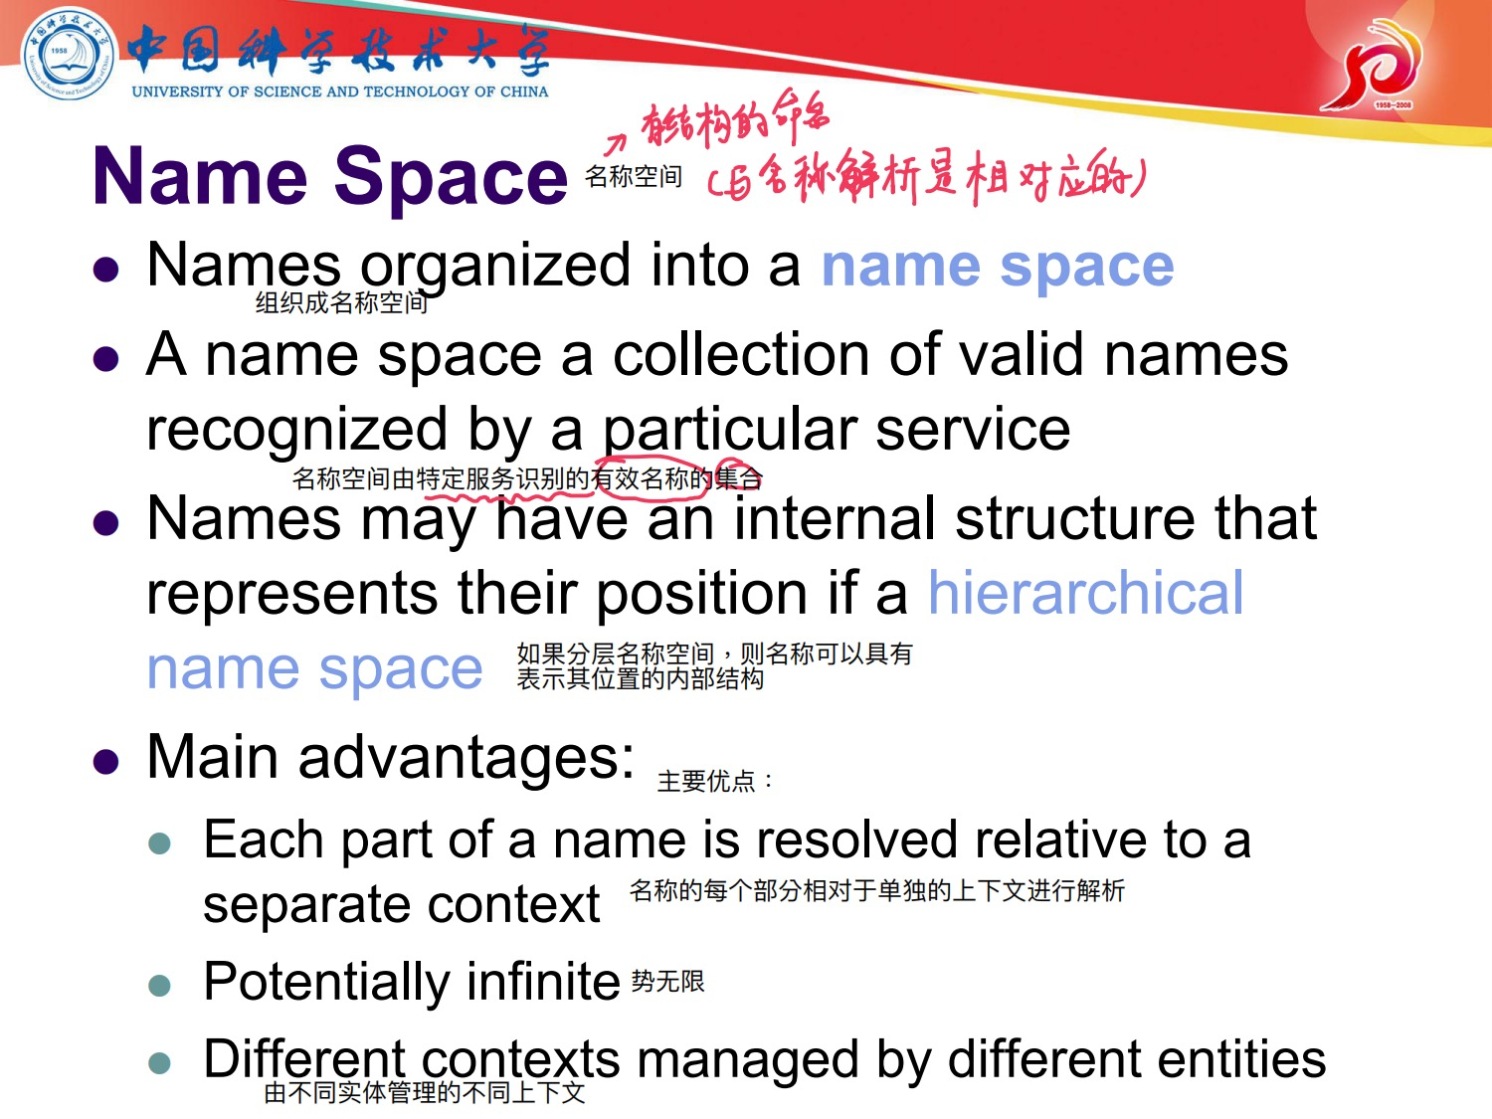 中国科学技术大学
UNIVERSITY OF SCIENCE AND TECHNOLOGY OF CHINA
1958
1958-2008
有结构的命名
Name Space
名称空间
(与名称解析是相对应的)
Names organized into a name space
组织成名称空间
A name space a collection of valid names
recognized by a particular service
名称空间由特定服务识别的有效名称的集合
Names may have an internal structure that
represents their position if a hierarchical
name space
如果分层名称空间，则名称可以具有
表示其位置的内部结构
Main advantages:
主要优点：
Each part of a name is resolved relative to a
separate context
名称的每个部分相对于单独的上下文进行解析
Potentially infinite
势无限
Different contexts managed by different entities
由不同实体管理的不同上下文